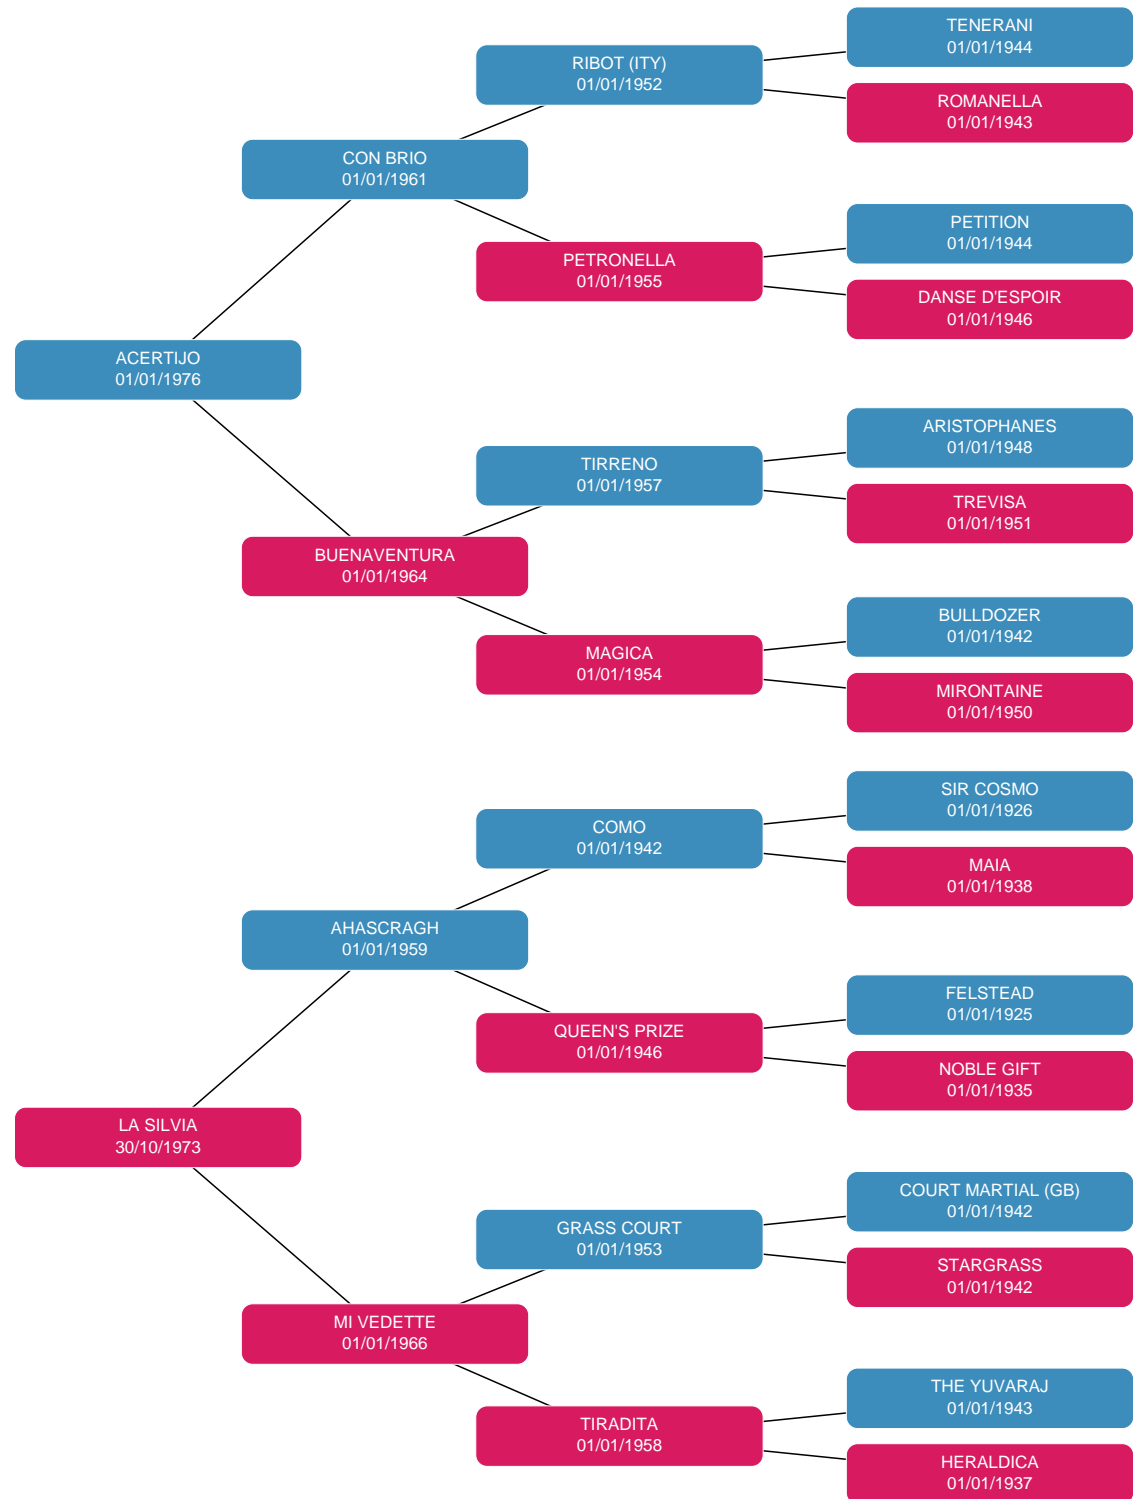 TENERANI
01/01/1944
RIBOT (ITY)
01/01/1952
ROMANELLA
01/01/1943
CON BRIO
01/01/1961
PETITION
01/01/1944
PETRONELLA
01/01/1955
DANSE D'ESPOIR
01/01/1946
ACERTIJO
01/01/1976
ARISTOPHANES
01/01/1948
TIRRENO
01/01/1957
TREVISA
01/01/1951
BUENAVENTURA
01/01/1964
BULLDOZER
01/01/1942
MAGICA
01/01/1954
MIRONTAINE
01/01/1950
SIR COSMO
01/01/1926
COMO
01/01/1942
MAIA
01/01/1938
AHASCRAGH
01/01/1959
FELSTEAD
01/01/1925
QUEEN'S PRIZE
01/01/1946
NOBLE GIFT
01/01/1935
LA SILVIA
30/10/1973
COURT MARTIAL (GB)
01/01/1942
GRASS COURT
01/01/1953
STARGRASS
01/01/1942
MI VEDETTE
01/01/1966
THE YUVARAJ
01/01/1943
TIRADITA
01/01/1958
HERALDICA
01/01/1937